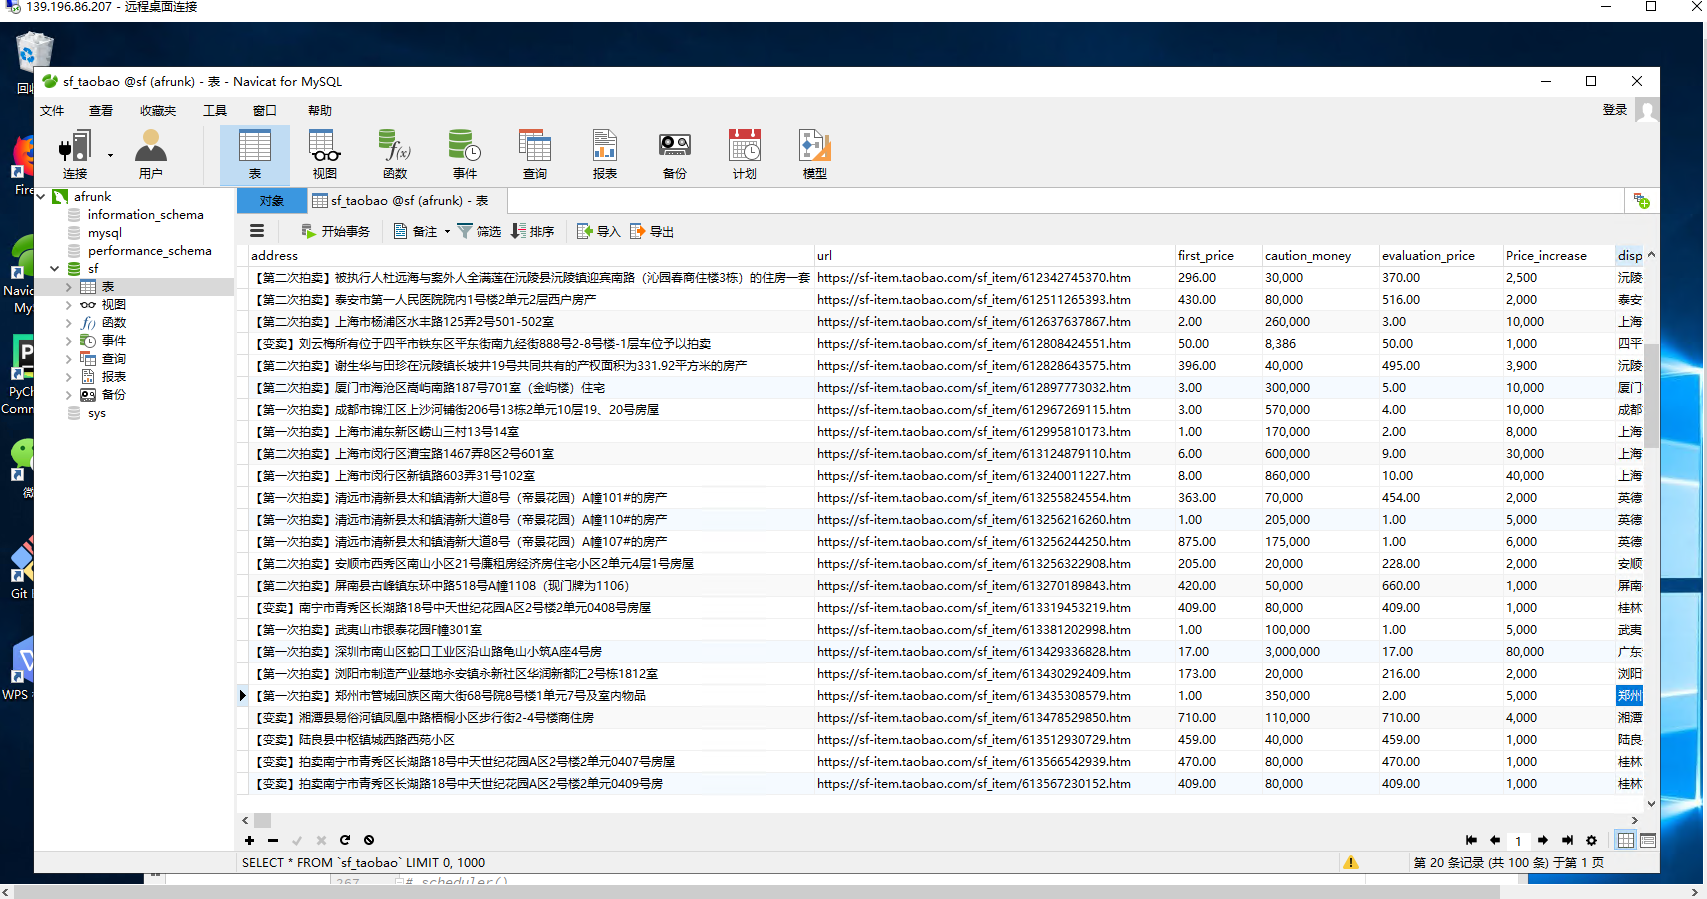 139.196.86.207 - 远程桌面连接
sf_taobao @sf (afrunk) - 表 - Navicat for MySQL
文件 查看 收藏夹 工具 窗口 帮助 登录
连接 用户 表 视图 函数 事件 查询 报表 备份 计划 模型
afrunk
information_schema
mysql
performance_schema
sf
表
视图
函数
事件
查询
报表
备份
sys
对象 sf_taobao @sf (afrunk) - 表
开始事务 备注 筛选 排序 导入 导出
address url first_price caution_money evaluation_price Price_increase disp
【第二次拍卖】被执行人杜远海与案外人全满莲在沅陵县沅陵镇迎宾南路（沁园春商住楼3栋）的住房一套 https://sf-item.taobao.com/sf_item/612342745370.htm 296.00 30,000 370.00 2,500 沅陵
【第二次拍卖】泰安市第一人民医院院内1号楼2单元2层西户房产 https://sf-item.taobao.com/sf_item/612511265393.htm 430.00 80,000 516.00 2,000 泰安
【第二次拍卖】上海市杨浦区水丰路125弄2号501-502室 https://sf-item.taobao.com/sf_item/612637637867.htm 2.00 260,000 3.00 10,000 上海
【变卖】刘云梅所有位于四平市铁东区平东街南九经街888号2-8号楼-1层车位予以拍卖 https://sf-item.taobao.com/sf_item/612808424551.htm 50.00 8,386 50.00 1,000 四平
【第二次拍卖】谢生华与田珍在沅陵镇长坡井19号共同共有的产权面积为331.92平方米的房产 https://sf-item.taobao.com/sf_item/612828643575.htm 396.00 40,000 495.00 3,900 沅陵
【第二次拍卖】厦门市海沧区嵩屿南路187号701室（金屿楼）住宅 https://sf-item.taobao.com/sf_item/612897773032.htm 3.00 300,000 5.00 10,000 厦门
【第一次拍卖】成都市锦江区上沙河铺街206号13栋2单元10层19、20号房屋 https://sf-item.taobao.com/sf_item/612967269115.htm 3.00 570,000 4.00 10,000 成都
【第一次拍卖】上海市浦东新区崂山三村13号14室 https://sf-item.taobao.com/sf_item/612995810173.htm 1.00 170,000 2.00 8,000 上海
【第二次拍卖】上海市闵行区漕宝路1467弄8区2号601室 https://sf-item.taobao.com/sf_item/613124879110.htm 6.00 600,000 9.00 30,000 上海
【第一次拍卖】上海市闵行区新镇路603弄31号102室 https://sf-item.taobao.com/sf_item/613240011227.htm 8.00 860,000 10.00 40,000 上海
【第一次拍卖】清远市清新县太和镇清新大道8号（帝景花园）A幢101#的房产 https://sf-item.taobao.com/sf_item/613255824554.htm 363.00 70,000 454.00 2,000 英德
【第一次拍卖】清远市清新县太和镇清新大道8号（帝景花园）A幢110#的房产 https://sf-item.taobao.com/sf_item/613256216260.htm 1.00 205,000 1.00 5,000 英德
【第一次拍卖】清远市清新县太和镇清新大道8号（帝景花园）A幢107#的房产 https://sf-item.taobao.com/sf_item/613256244250.htm 875.00 175,000 1.00 6,000 英德
【第二次拍卖】安顺市西秀区南山小区21号廉租房经济房住宅小区2单元4层1号房屋 https://sf-item.taobao.com/sf_item/613256322908.htm 205.00 20,000 228.00 2,000 安顺
【第二次拍卖】屏南县古峰镇东环中路518号A幢1108（现门牌为1106） https://sf-item.taobao.com/sf_item/613270189843.htm 420.00 50,000 660.00 1,000 屏南
【变卖】南宁市青秀区长湖路18号中天世纪花园A区2号楼2单元0408号房屋 https://sf-item.taobao.com/sf_item/613319453219.htm 409.00 80,000 409.00 1,000 桂林
【第一次拍卖】武夷山市银泰花园F幢301室 https://sf-item.taobao.com/sf_item/613381202998.htm 1.00 100,000 1.00 5,000 武夷
【第一次拍卖】深圳市南山区蛇口工业区沿山路龟山小筑A座4号房 https://sf-item.taobao.com/sf_item/613429336828.htm 17.00 3,000,000 17.00 80,000 广东
【第一次拍卖】浏阳市制造产业基地永安镇永新社区华润新都汇2号栋1812室 https://sf-item.taobao.com/sf_item/613430292409.htm 173.00 20,000 216.00 2,000 浏阳
【第一次拍卖】郑州市管城回族区南大街68号院8号楼1单元7号及室内物品 https://sf-item.taobao.com/sf_item/613435308579.htm 1.00 350,000 2.00 5,000 郑州
【变卖】湘潭县易俗河镇凤凰中路梧桐小区步行街2-4号楼商住房 https://sf-item.taobao.com/sf_item/613478529850.htm 710.00 110,000 710.00 4,000 湘潭
【变卖】陆良县中枢镇城西路西苑小区 https://sf-item.taobao.com/sf_item/613512930729.htm 459.00 40,000 459.00 1,000 陆良
【变卖】拍卖南宁市青秀区长湖路18号中天世纪花园A区2号楼2单元0407号房屋 https://sf-item.taobao.com/sf_item/613566542939.htm 470.00 80,000 470.00 1,000 桂林
【变卖】拍卖南宁市青秀区长湖路18号中天世纪花园A区2号楼2单元0409号房 https://sf-item.taobao.com/sf_item/613567230152.htm 409.00 80,000 409.00 1,000 桂林
1
SELECT * FROM `sf_taobao` LIMIT 0, 1000 第 20 条记录 (共 100 条) 于第 1 页
267 # scheduler()
回收
Fire
Navic
My
PyCh
Comm
微
Git
WPS